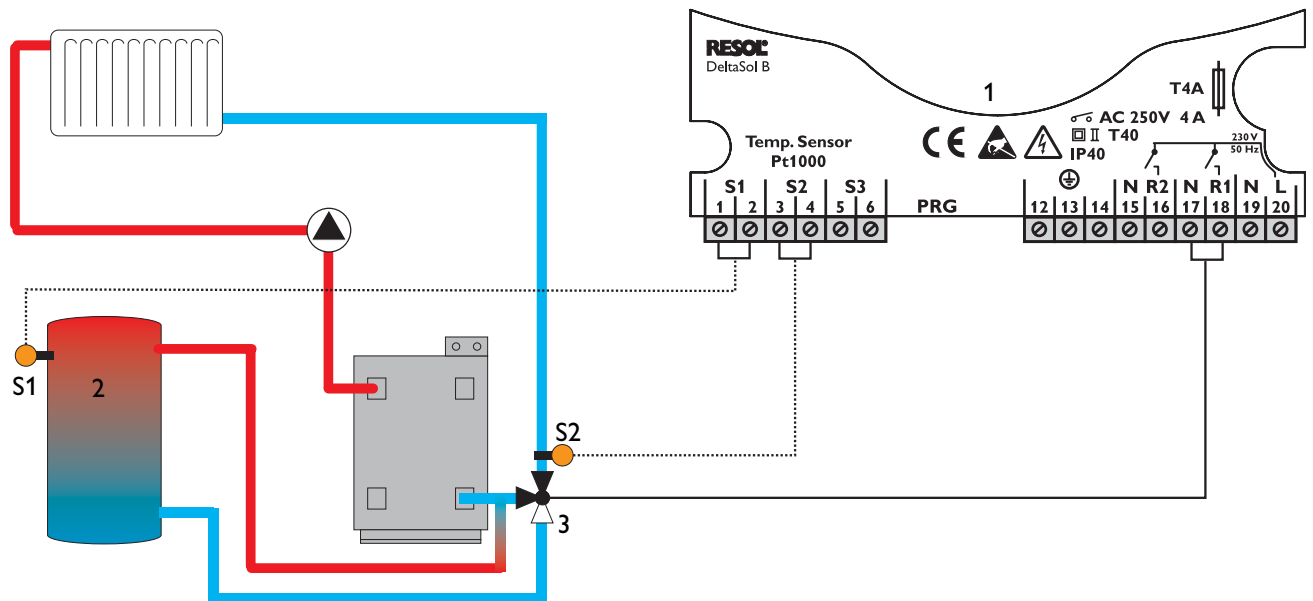 RESOL®
DeltaSol B
1
T4A
AC 250V 4 A
T40
IP40
230 V
50 Hz
Temp. Sensor
Pt1000
S1 S2 S3
N R2 N R1 N L
1 2 3 4 5 6
PRG
12 13 14 15 16 17 18 19 20
S1
2
S2
3